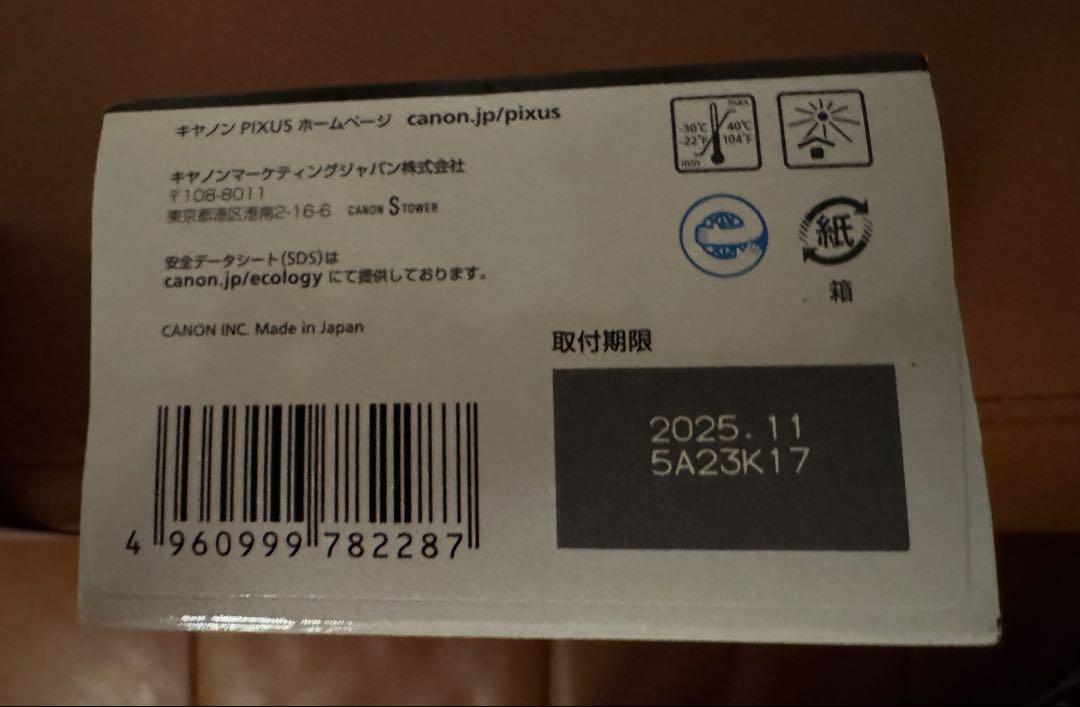 キヤノン PIXUS ホームページ canon.jp/pixus
キヤノンマーケティングジャパン株式会社
〒108-8011
東京都港区港南2-16-6 CANON S TOWER
安全データシート(SDS)は
canon.jp/ecology にて提供しております。
CANON INC. Made in Japan
max
-30℃ 40℃
-22°F 104°F
min
紙
箱
取付期限
2025.11
5A23K17
4 960999 782287